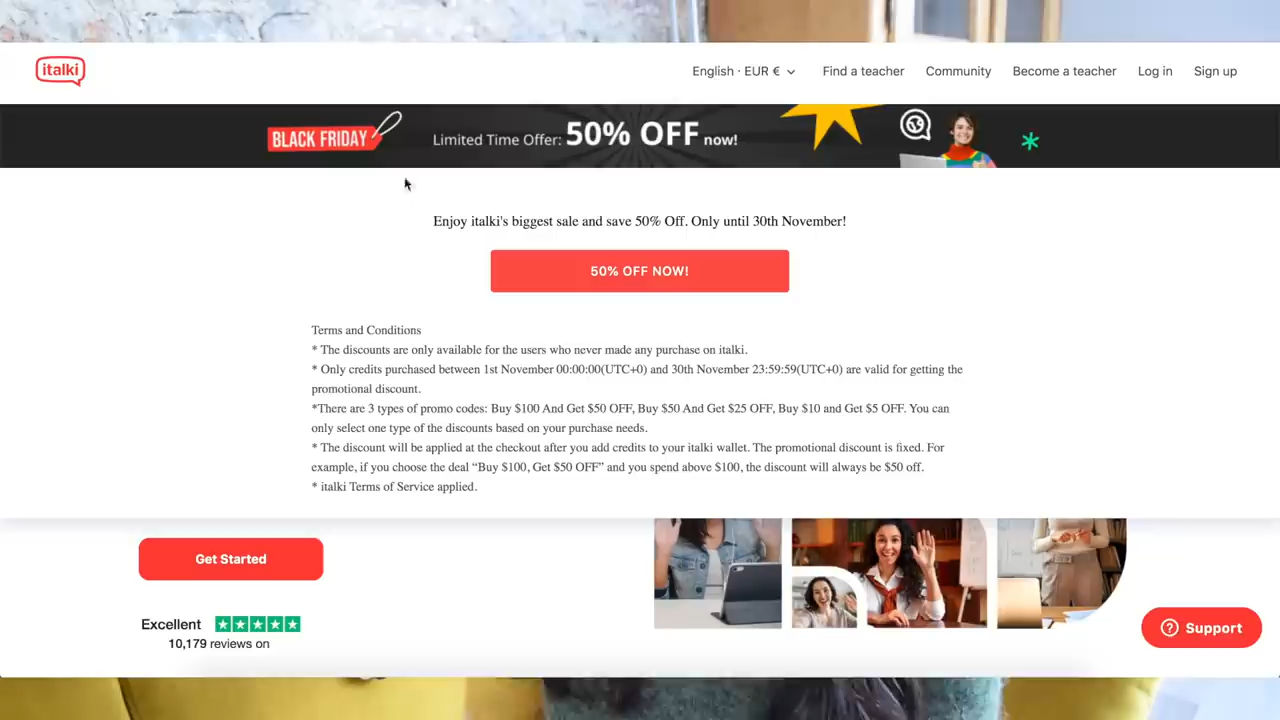 italki
English · EUR €
Find a teacher
Community
Become a teacher
Log in
Sign up
BLACK FRIDAY
Limited Time Offer: 50% OFF now!
Enjoy italki's biggest sale and save 50% Off. Only until 30th November!
50% OFF NOW!
Terms and Conditions
* The discounts are only available for the users who never made any purchase on italki.
* Only credits purchased between 1st November 00:00:00(UTC+0) and 30th November 23:59:59(UTC+0) are valid for getting the
promotional discount.
*There are 3 types of promo codes: Buy $100 And Get $50 OFF, Buy $50 And Get $25 OFF, Buy $10 and Get $5 OFF. You can
only select one type of the discounts based on your purchase needs.
* The discount will be applied at the checkout after you add credits to your italki wallet. The promotional discount is fixed. For
example, if you choose the deal “Buy $100, Get $50 OFF” and you spend above $100, the discount will always be $50 off.
* italki Terms of Service applied.
Get Started
Excellent
10,179 reviews on
Support